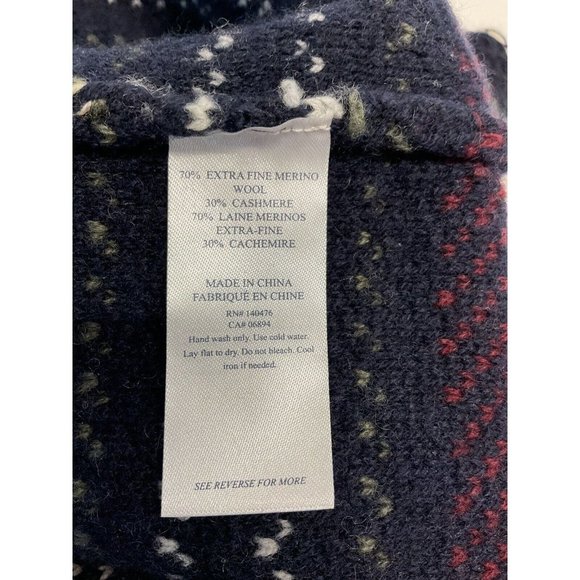 70% EXTRA FINE MERINO
WOOL
30% CASHMERE
70% LAINE MERINOS
EXTRA-FINE
30% CACHEMIRE
MADE IN CHINA
FABRIQUÉ EN CHINE
RN# 140476
CA# 06894
Hand wash only. Use cold water.
Lay flat to dry. Do not bleach. Cool
iron if needed.
SEE REVERSE FOR MORE